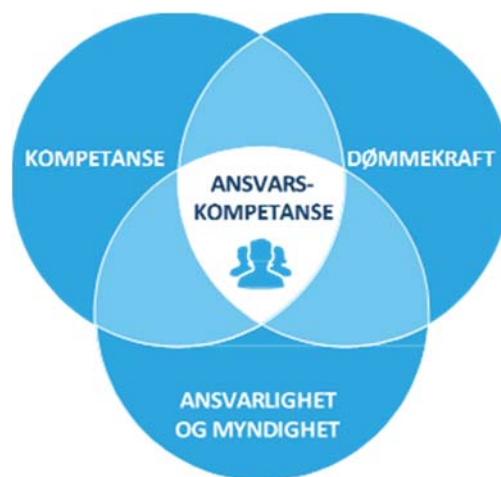 KOMPETANSE
DØMMEKRAFT
ANSVARS-
KOMPETANSE
ANSVARLIGHET
OG MYNDIGHET